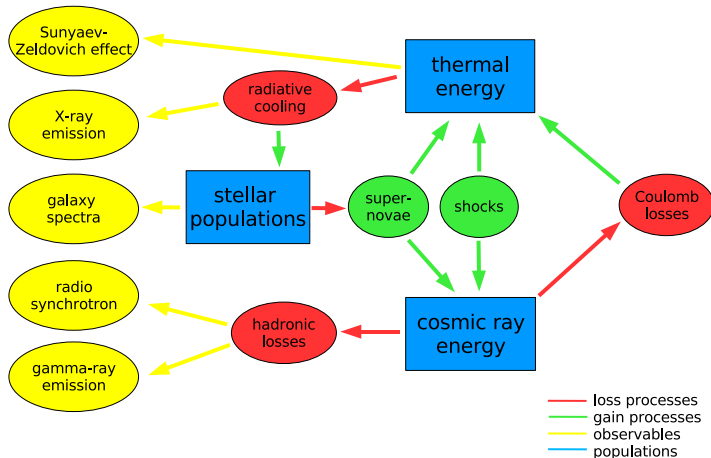 Sunyaev-
Zeldovich effect
thermal
energy
radiative
cooling
X-ray
emission
stellar
populations
super-
novae
shocks
Coulomb
losses
galaxy
spectra
radio
synchrotron
hadronic
losses
cosmic ray
energy
gamma-ray
emission
loss processes
gain processes
observables
populations